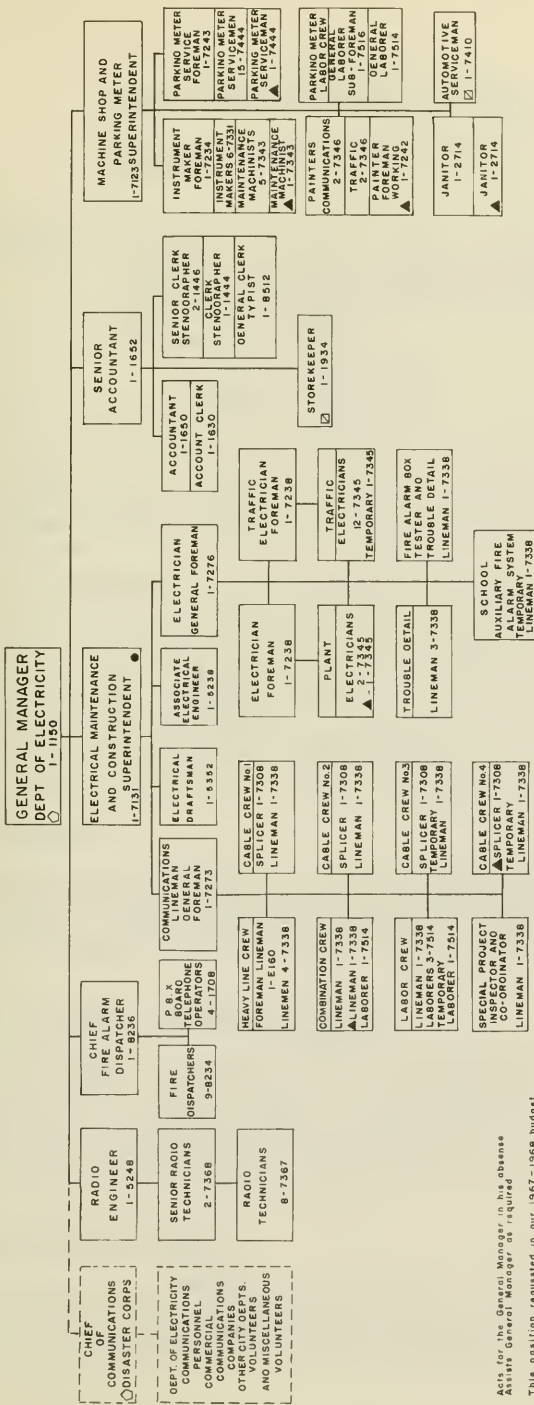 GENERAL MANAGER
DEPT OF ELECTRICITY
1-1150
CHIEF
OF
COMMUNICATIONS
DISASTER CORPS
DEPT. OF ELECTRICITY
COMMUNICATIONS
PERSONNEL
COMMERCIAL
COMMUNICATIONS
COMPANIES
OTHER CITY DEPTS.
VOLUNTEERS
AND MISCELLANEOUS
VOLUNTEERS
RADIO
ENGINEER
1-5248
SENIOR RADIO
TECHNICIANS
2-7368
RADIO
TECHNICIANS
8-7367
CHIEF
FIRE ALARM
DISPATCHER
1-8236
FIRE
DISPATCHERS
9-8234
P B X
BOARD
TELEPHONE
OPERATORS
4-1708
ELECTRICAL MAINTENANCE
AND CONSTRUCTION
SUPERINTENDENT
1-7131
COMMUNICATIONS
LINEMAN
GENERAL
FOREMAN
1-7273
ELECTRICAL
DRAFTSMAN
1-5352
ASSOCIATE
ELECTRICAL
ENGINEER
1-5238
ELECTRICIAN
GENERAL FOREMAN
1-7276
HEAVY LINE CREW
FOREMAN LINEMAN
1-E160
LINEMEN 4-7338
CABLE CREW No.1
SPLICER 1-7308
LINEMAN 1-7338
COMBINATION CREW
LINEMAN 1-7338
▲LINEMAN 1-7338
LABORER 1-7514
CABLE CREW No.2
SPLICER 1-7308
LINEMAN 1-7338
LABOR CREW
LINEMAN 1-7338
LABORERS 3-7514
TEMPORARY
LABORER 1-7514
CABLE CREW No.3
SPLICER 1-7308
TEMPORARY
LINEMAN 1-7338
SPECIAL PROJECT
INSPECTOR AND
CO-ORDINATOR
LINEMAN 1-7338
CABLE CREW No.4
▲SPLICER 1-7308
TEMPORARY
LINEMAN 1-7338
ELECTRICIAN
FOREMAN
1-7238
TRAFFIC
ELECTRICIAN
FOREMAN
1-7238
PLANT
ELECTRICIANS
2-7345
▲-1-7345
TRAFFIC
ELECTRICIANS
12-7345
TEMPORARY 1-7345
TROUBLE DETAIL
LINEMAN 3-7338
FIRE ALARM BOX
TESTER AND
TROUBLE DETAIL
LINEMAN 1-7338
SCHOOL
AUXILIARY FIRE
ALARM SYSTEM
TEMPORARY
LINEMAN 1-7338
SENIOR
ACCOUNTANT
1-1652
ACCOUNTANT
1-1650
ACCOUNT CLERK
1-1630
SENIOR CLERK
STENOGRAPHER
2-1446
CLERK
STENOGRAPHER
1-1444
GENERAL CLERK
TYPIST
1-8512
STOREKEEPER
1-1934
MACHINE SHOP AND
PARKING METER
1-7123 SUPERINTENDENT
INSTRUMENT
MAKER
FOREMAN
1-7234
INSTRUMENT
MAKERS 6-7331
MAINTENANCE
MACHINISTS
5-7343
MAINTENANCE
MACHINIST
▲ 1-7343
PARKING METER
SERVICE
FOREMAN
1-7243
PARKING METER
SERVICEMEN
15-7444
PARKING METER
SERVICEMAN
▲ 1-7444
PAINTERS
COMMUNICATIONS
2-7346
TRAFFIC
2-7346
PAINTER
FOREMAN
WORKING
▲ 1-7242
PARKING METER
LABOR CREW
GENERAL
LABORER
SUB-FOREMAN
1-7516
GENERAL
LABORER
1-7514
JANITOR
1-2714
JANITOR
▲ 1-2714
AUTOMOTIVE
SERVICEMAN
1-7410
Acts for the General Manager in his absense
Assists General Manager as required
This position requested in our 1967-1968 budget